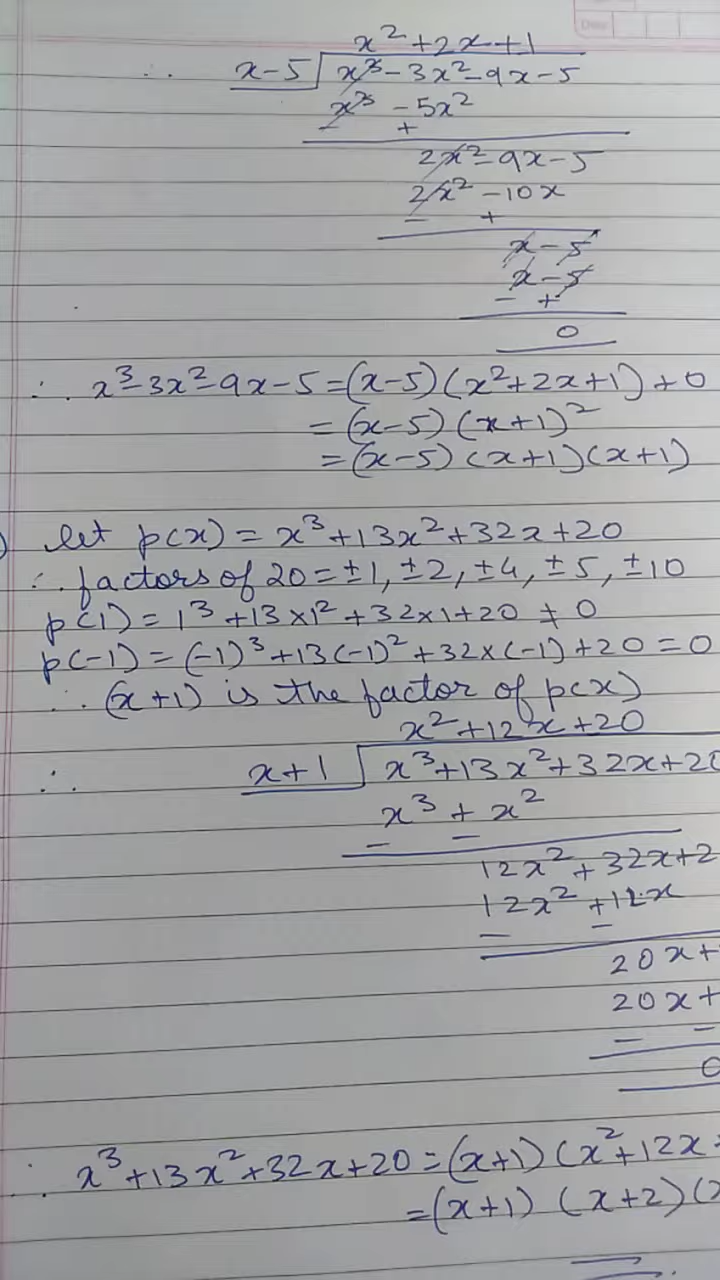 x²+2x+1
∴ x-5 | x³-3x²-9x-5
x³ -5x²
- +
2x²-9x-5
2x²-10x
- +
x-5
x-5
- +
0
∴ x³-3x²-9x-5=(x-5)(x²+2x+1)+0
=(x-5)(x+1)²
=(x-5)(x+1)(x+1)
) let p(x)=x³+13x²+32x+20
∴ factors of 20=±1,±2,±4,±5,±10
p(1)=1³+13×1²+32×1+20≠0
p(-1)=(-1)³+13(-1)²+32×(-1)+20=0
∴ (x+1) is the factor of p(x)
x²+12x+20
∴ x+1 | x³+13x²+32x+20
x³+x²
- -
12x²+32x+2
12x²+12x
- -
20x+
20x+
- -
0
∴ x³+13x²+32x+20=(x+1)(x²+12x+
=(x+1)(x+2)(x